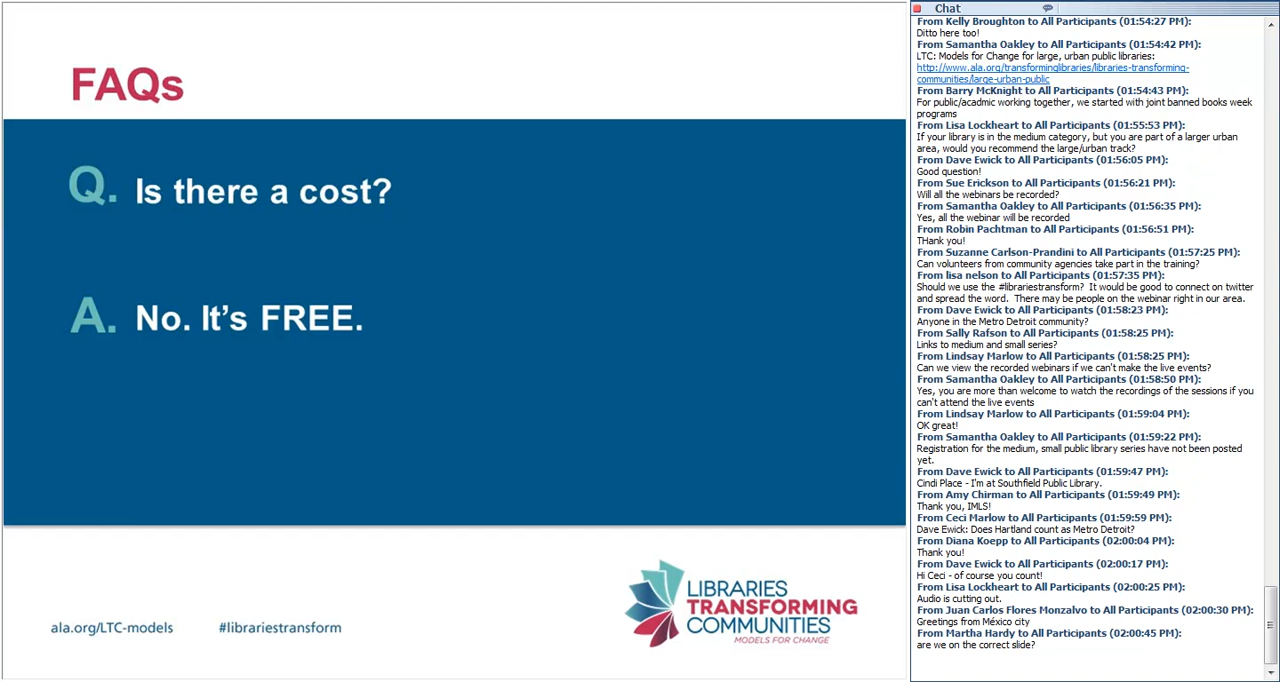 FAQs
Q. Is there a cost?
A. No. It's FREE.
ala.org/LTC-models
#librariestransform
LIBRARIES
TRANSFORMING
COMMUNITIES
MODELS FOR CHANGE
Chat
From Kelly Broughton to All Participants (01:54:27 PM):
Ditto here too!
From Samantha Oakley to All Participants (01:54:42 PM):
LTC: Models for Change for large, urban public libraries:
http://www.ala.org/transforminglibraries/libraries-transforming-
communities/large-urban-public
From Barry McKnight to All Participants (01:54:43 PM):
For public/acadmic working together, we started with joint banned books week
programs
From Lisa Lockheart to All Participants (01:55:53 PM):
If your library is in the medium category, but you are part of a larger urban
area, would you recommend the large/urban track?
From Dave Ewick to All Participants (01:56:05 PM):
Good question!
From Sue Erickson to All Participants (01:56:21 PM):
Will all the webinars be recorded?
From Samantha Oakley to All Participants (01:56:35 PM):
Yes, all the webinar will be recorded
From Robin Pachtman to All Participants (01:56:51 PM):
THank you!
From Suzanne Carlson-Prandini to All Participants (01:57:25 PM):
Can volunteers from community agencies take part in the training?
From lisa nelson to All Participants (01:57:35 PM):
Should we use the #librariestransform?  It would be good to connect on twitter
and spread the word.  There may be people on the webinar right in our area.
From Dave Ewick to All Participants (01:58:23 PM):
Anyone in the Metro Detroit community?
From Sally Rafson to All Participants (01:58:25 PM):
Links to medium and small series?
From Lindsay Marlow to All Participants (01:58:25 PM):
Can we view the recorded webinars if we can't make the live events?
From Samantha Oakley to All Participants (01:58:50 PM):
Yes, you are more than welcome to watch the recordings of the sessions if you
can't attend the live events
From Lindsay Marlow to All Participants (01:59:04 PM):
OK great!
From Samantha Oakley to All Participants (01:59:22 PM):
Registration for the medium, small public library series have not been posted
yet.
From Dave Ewick to All Participants (01:59:47 PM):
Cindi Place - I'm at Southfield Public Library.
From Amy Chirman to All Participants (01:59:49 PM):
Thank you, IMLS!
From Ceci Marlow to All Participants (01:59:59 PM):
Dave Ewick: Does Hartland count as Metro Detroit?
From Diana Koepp to All Participants (02:00:04 PM):
Thank you!
From Dave Ewick to All Participants (02:00:17 PM):
Hi Ceci - of course you count!
From Lisa Lockheart to All Participants (02:00:25 PM):
Audio is cutting out.
From Juan Carlos Flores Monzalvo to All Participants (02:00:30 PM):
Greetings from México city
From Martha Hardy to All Participants (02:00:45 PM):
are we on the correct slide?